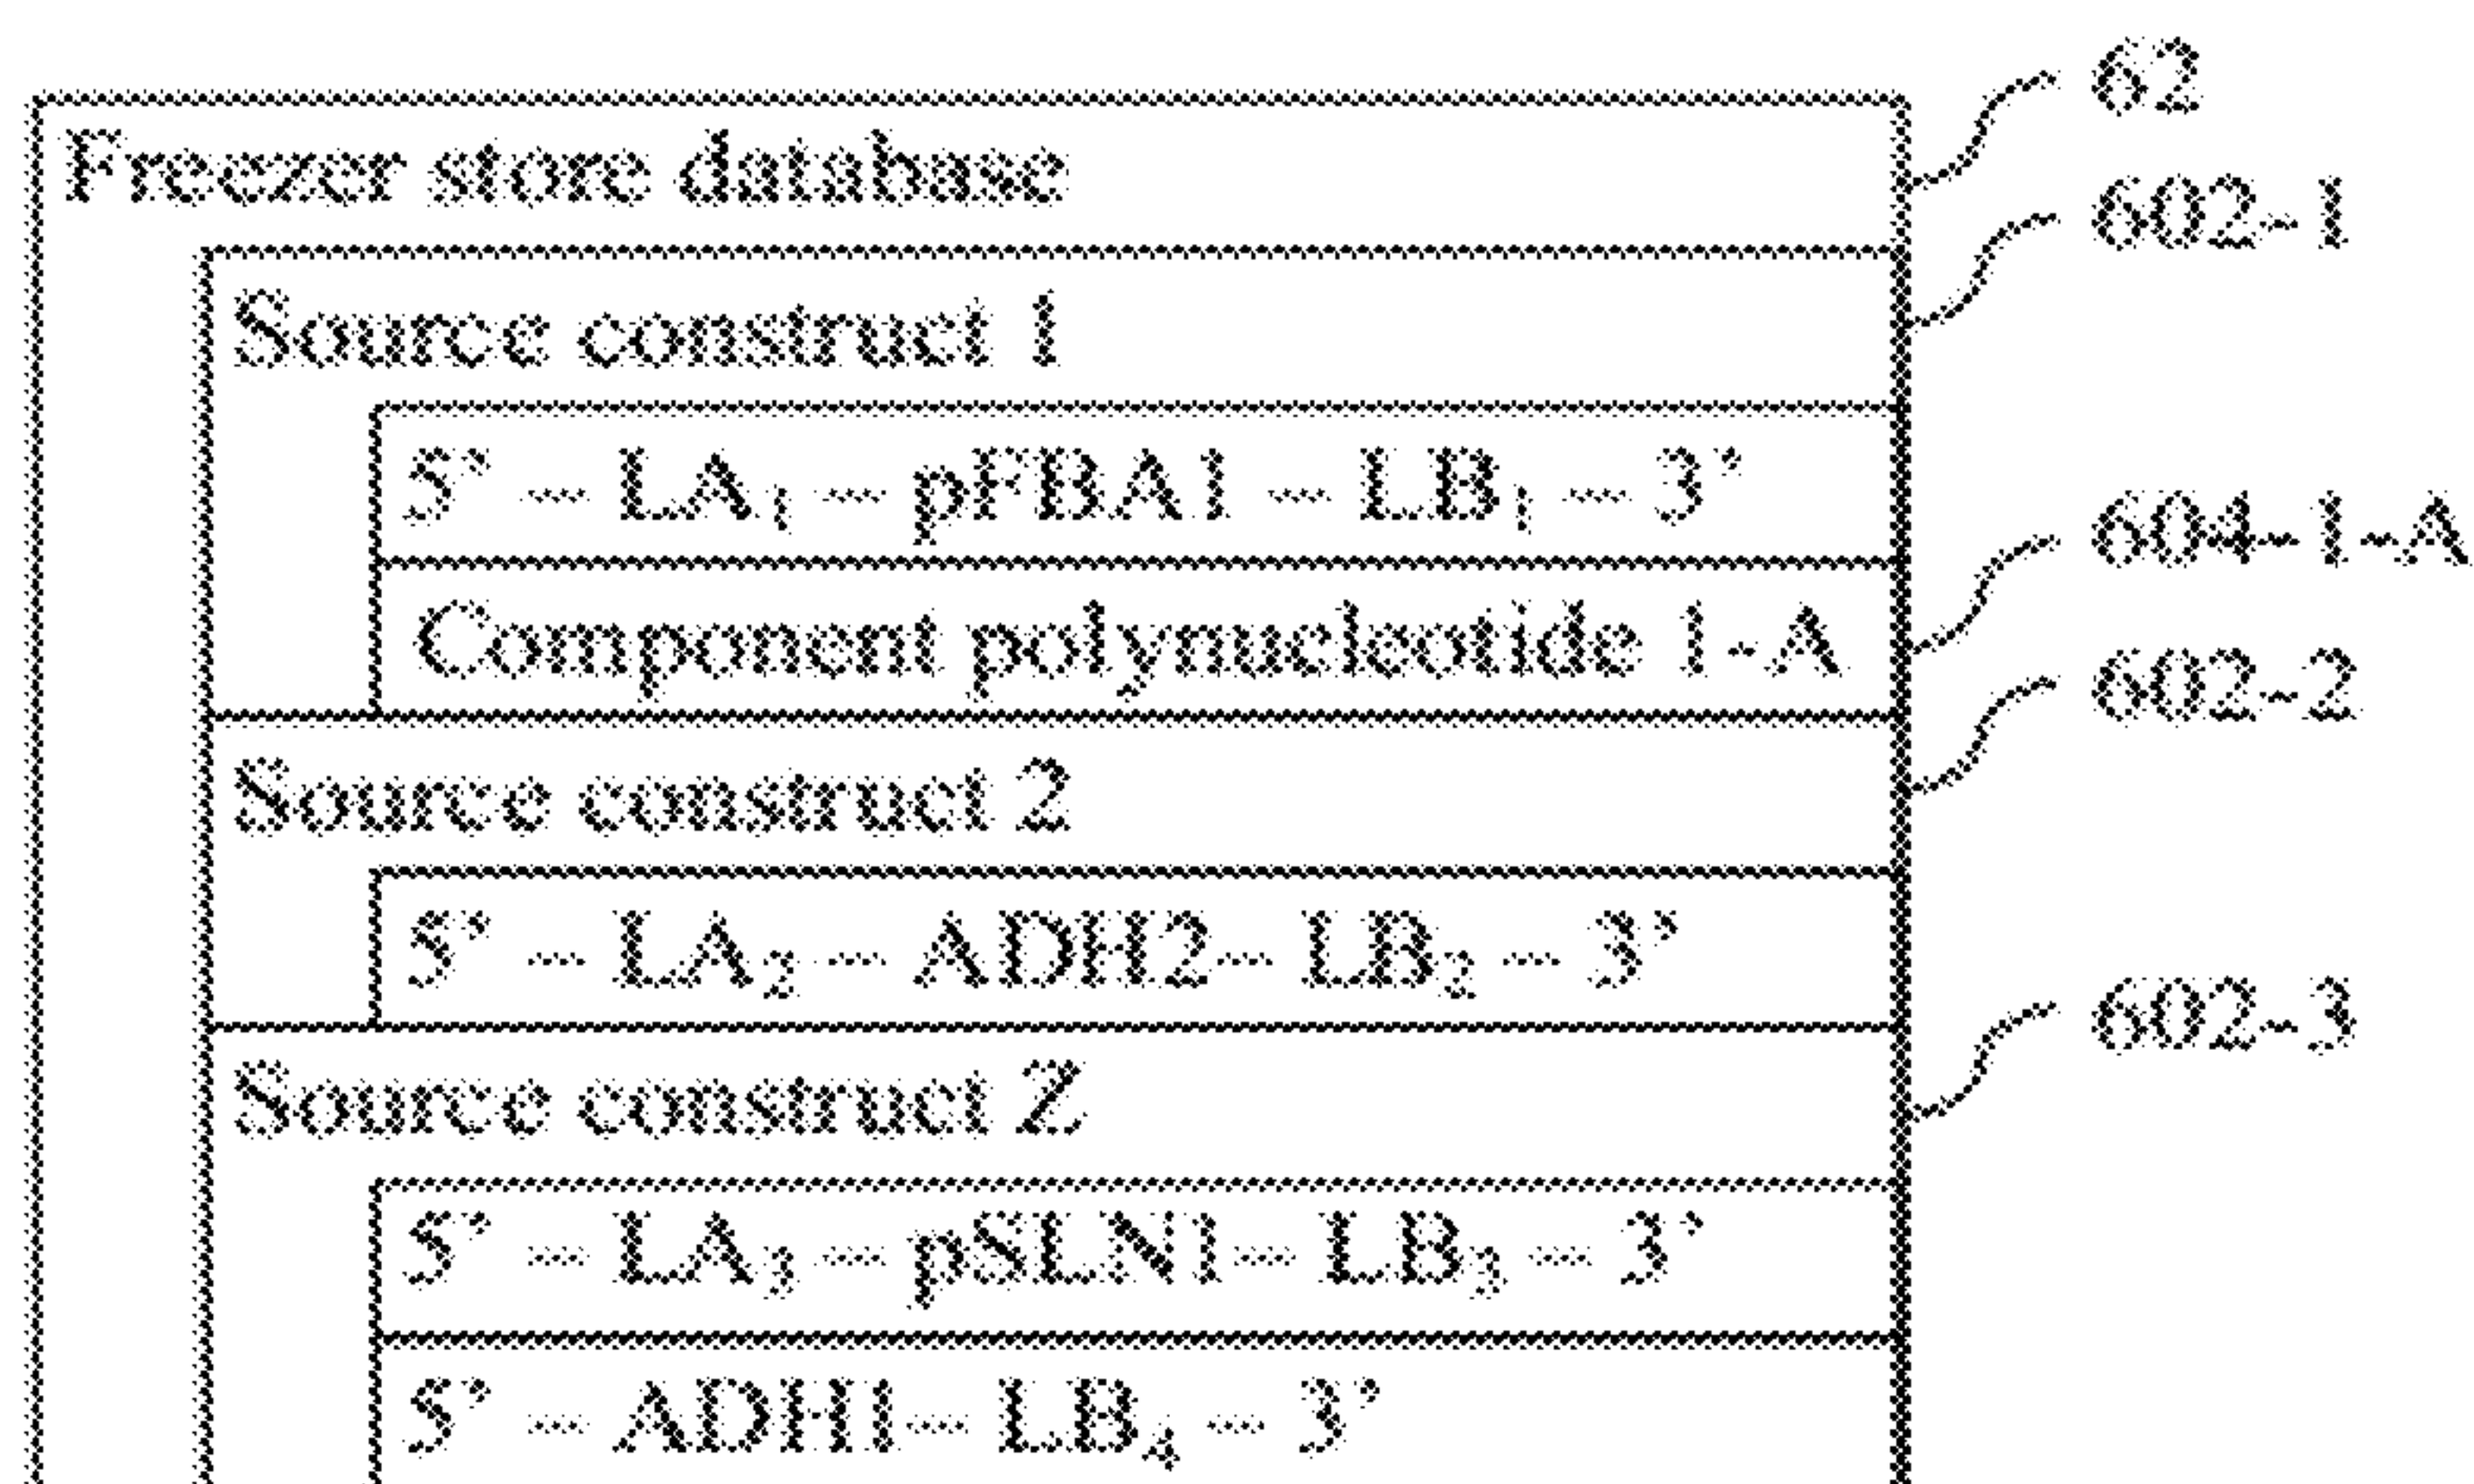 62
Freezer store database
602-1
Source construct 1
5’ – LA₁ – pFBA1 – LB₁ – 3’
604-1-A
Component polynucleotide 1-A
602-2
Source construct 2
5’ – LA₂ – ADH2– LB₂ – 3’
602-3
Source construct Z
5’ – LA₃ – pSLN1– LB₃ – 3’
5’ – ADH1– LB₄ – 3’